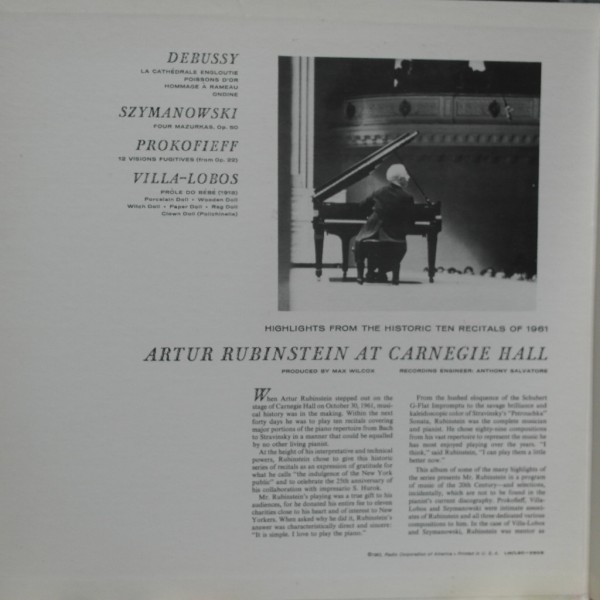 DEBUSSY
LA CATHÉDRALE ENGLOUTIE
POISSONS D'OR
HOMMAGE À RAMEAU
ONDINE
SZYMANOWSKI
FOUR MAZURKAS, Op. 50
PROKOFIEFF
12 VISIONS FUGITIVES (from Op. 22)
VILLA-LOBOS
PRÔLE DO BÉBÉ (1918)
Porcelain Doll • Wooden Doll
Witch Doll • Paper Doll • Rag Doll
Clown Doll (Polichinelle)
HIGHLIGHTS FROM THE HISTORIC TEN RECITALS OF 1961
ARTUR RUBINSTEIN AT CARNEGIE HALL
PRODUCED BY MAX WILCOX RECORDING ENGINEER: ANTHONY SALVATORE
When Artur Rubinstein stepped out on the
stage of Carnegie Hall on October 30, 1961, musi-
cal history was in the making. Within the next
forty days he was to play ten recitals covering
major portions of the piano repertoire from Bach
to Stravinsky in a manner that could be equalled
by no other living pianist.
At the height of his interpretative and technical
powers, Rubinstein chose to give this historic
series of recitals as an expression of gratitude for
what he calls "the indulgence of the New York
public" and to celebrate the 25th anniversary of
his collaboration with impresario S. Hurok.
Mr. Rubinstein's playing was a true gift to his
audiences, for he donated his entire fee to eleven
charities close to his heart and of interest to New
Yorkers. When asked why he did it, Rubinstein's
answer was characteristically direct and sincere:
"It is simple. I love to play the piano."
From the hushed eloquence of the Schubert
G-Flat Impromptu to the savage brilliance and
kaleidoscopic color of Stravinsky's "Petrouchka"
Sonata, Rubinstein was the complete musician
and pianist. He chose eighty-nine compositions
from his vast repertoire to represent the music he
has most enjoyed playing over the years. "I
think," said Rubinstein, "I can play them a little
better now."
This album of some of the many highlights of
the series presents Mr. Rubinstein in a program
of music of the 20th Century—and selections,
incidentally, which are not to be found in the
pianist's current discography. Prokofieff, Villa-
Lobos and Szymanowski were intimate associ-
ates of Rubinstein and all three dedicated various
compositions to him. In the case of Villa-Lobos
and Szymanowski, Rubinstein was mentor as
Radio Corporation of America • Printed in U. S. A.